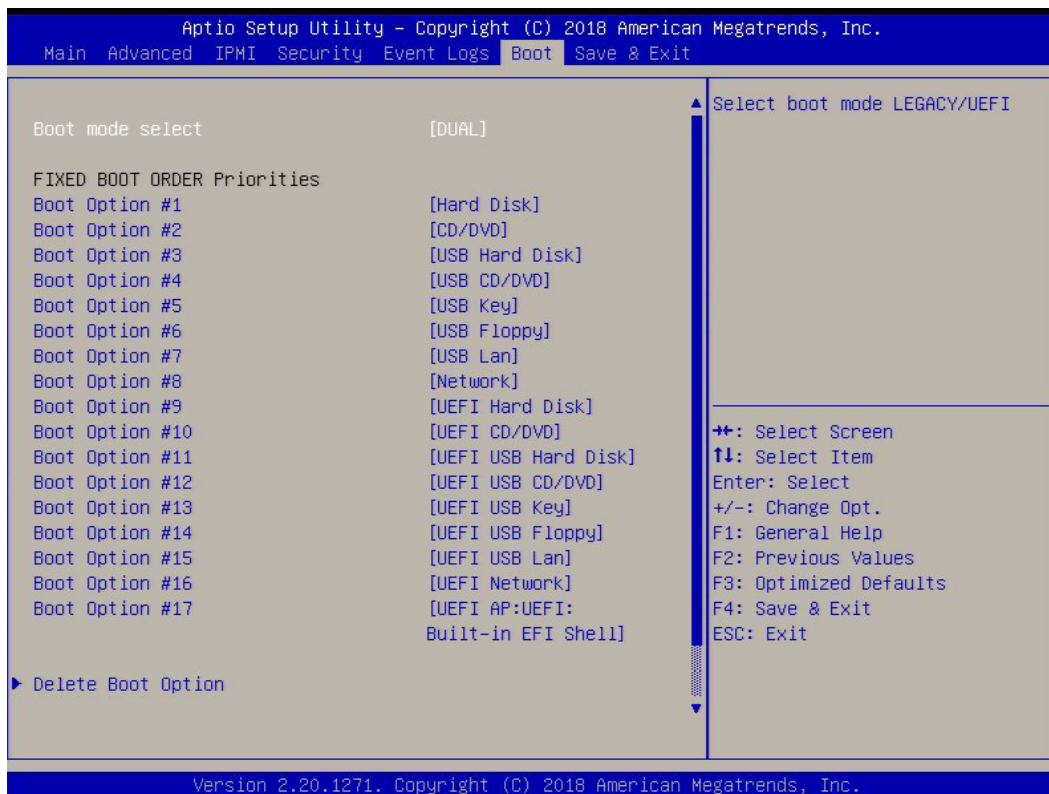 Aptio Setup Utility – Copyright (C) 2018 American Megatrends, Inc.
Main Advanced IPMI Security Event Logs Boot Save & Exit
Boot mode select [DUAL]
FIXED BOOT ORDER Priorities
Boot Option #1 [Hard Disk]
Boot Option #2 [CD/DVD]
Boot Option #3 [USB Hard Disk]
Boot Option #4 [USB CD/DVD]
Boot Option #5 [USB Key]
Boot Option #6 [USB Floppy]
Boot Option #7 [USB Lan]
Boot Option #8 [Network]
Boot Option #9 [UEFI Hard Disk]
Boot Option #10 [UEFI CD/DVD]
Boot Option #11 [UEFI USB Hard Disk]
Boot Option #12 [UEFI USB CD/DVD]
Boot Option #13 [UEFI USB Key]
Boot Option #14 [UEFI USB Floppy]
Boot Option #15 [UEFI USB Lan]
Boot Option #16 [UEFI Network]
Boot Option #17 [UEFI AP:UEFI:
Built-in EFI Shell]
Delete Boot Option
Select boot mode LEGACY/UEFI
→←: Select Screen
↑↓: Select Item
Enter: Select
+/-: Change Opt.
F1: General Help
F2: Previous Values
F3: Optimized Defaults
F4: Save & Exit
ESC: Exit
Version 2.20.1271. Copyright (C) 2018 American Megatrends, Inc.